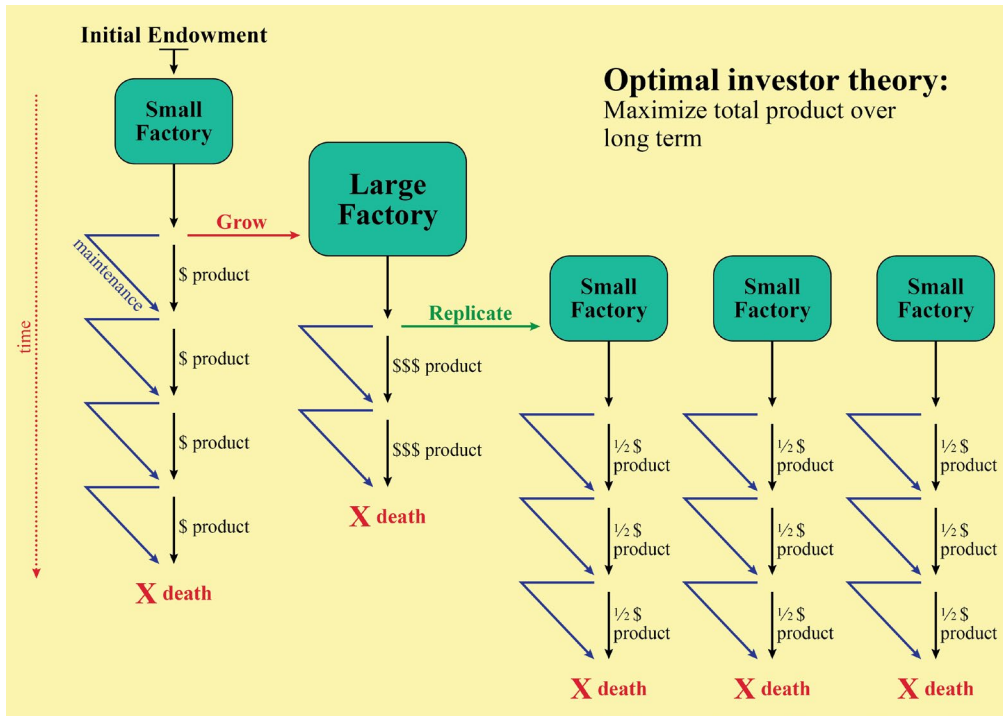 Initial Endowment
Optimal investor theory:
Maximize total product over
long term
Small
Factory
Large
Factory
Grow
maintenance
$ product
$ product
$ product
$ product
X death
time
Replicate
$$$ product
$$$ product
X death
Small
Factory
½ $
product
½ $
product
½ $
product
X death
Small
Factory
½ $
product
½ $
product
½ $
product
X death
Small
Factory
½ $
product
½ $
product
½ $
product
X death